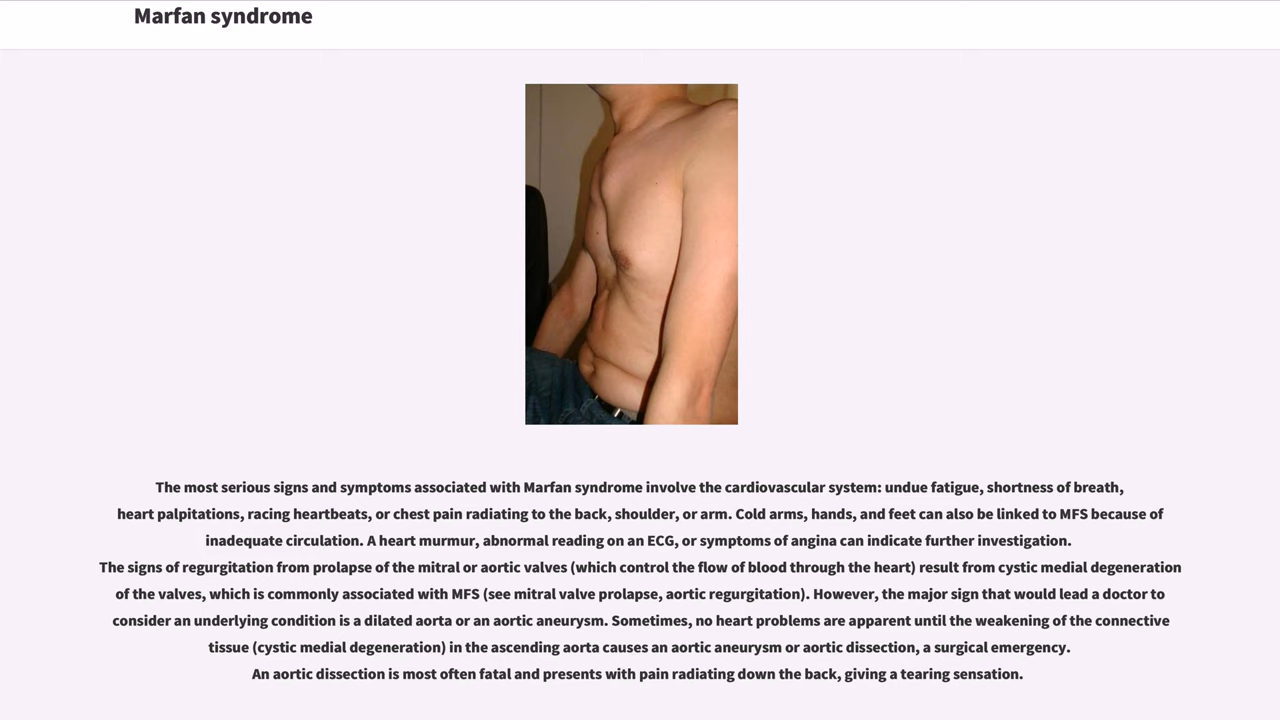 Marfan syndrome
The most serious signs and symptoms associated with Marfan syndrome involve the cardiovascular system: undue fatigue, shortness of breath,
heart palpitations, racing heartbeats, or chest pain radiating to the back, shoulder, or arm. Cold arms, hands, and feet can also be linked to MFS because of
inadequate circulation. A heart murmur, abnormal reading on an ECG, or symptoms of angina can indicate further investigation.
The signs of regurgitation from prolapse of the mitral or aortic valves (which control the flow of blood through the heart) result from cystic medial degeneration
of the valves, which is commonly associated with MFS (see mitral valve prolapse, aortic regurgitation). However, the major sign that would lead a doctor to
consider an underlying condition is a dilated aorta or an aortic aneurysm. Sometimes, no heart problems are apparent until the weakening of the connective
tissue (cystic medial degeneration) in the ascending aorta causes an aortic aneurysm or aortic dissection, a surgical emergency.
An aortic dissection is most often fatal and presents with pain radiating down the back, giving a tearing sensation.